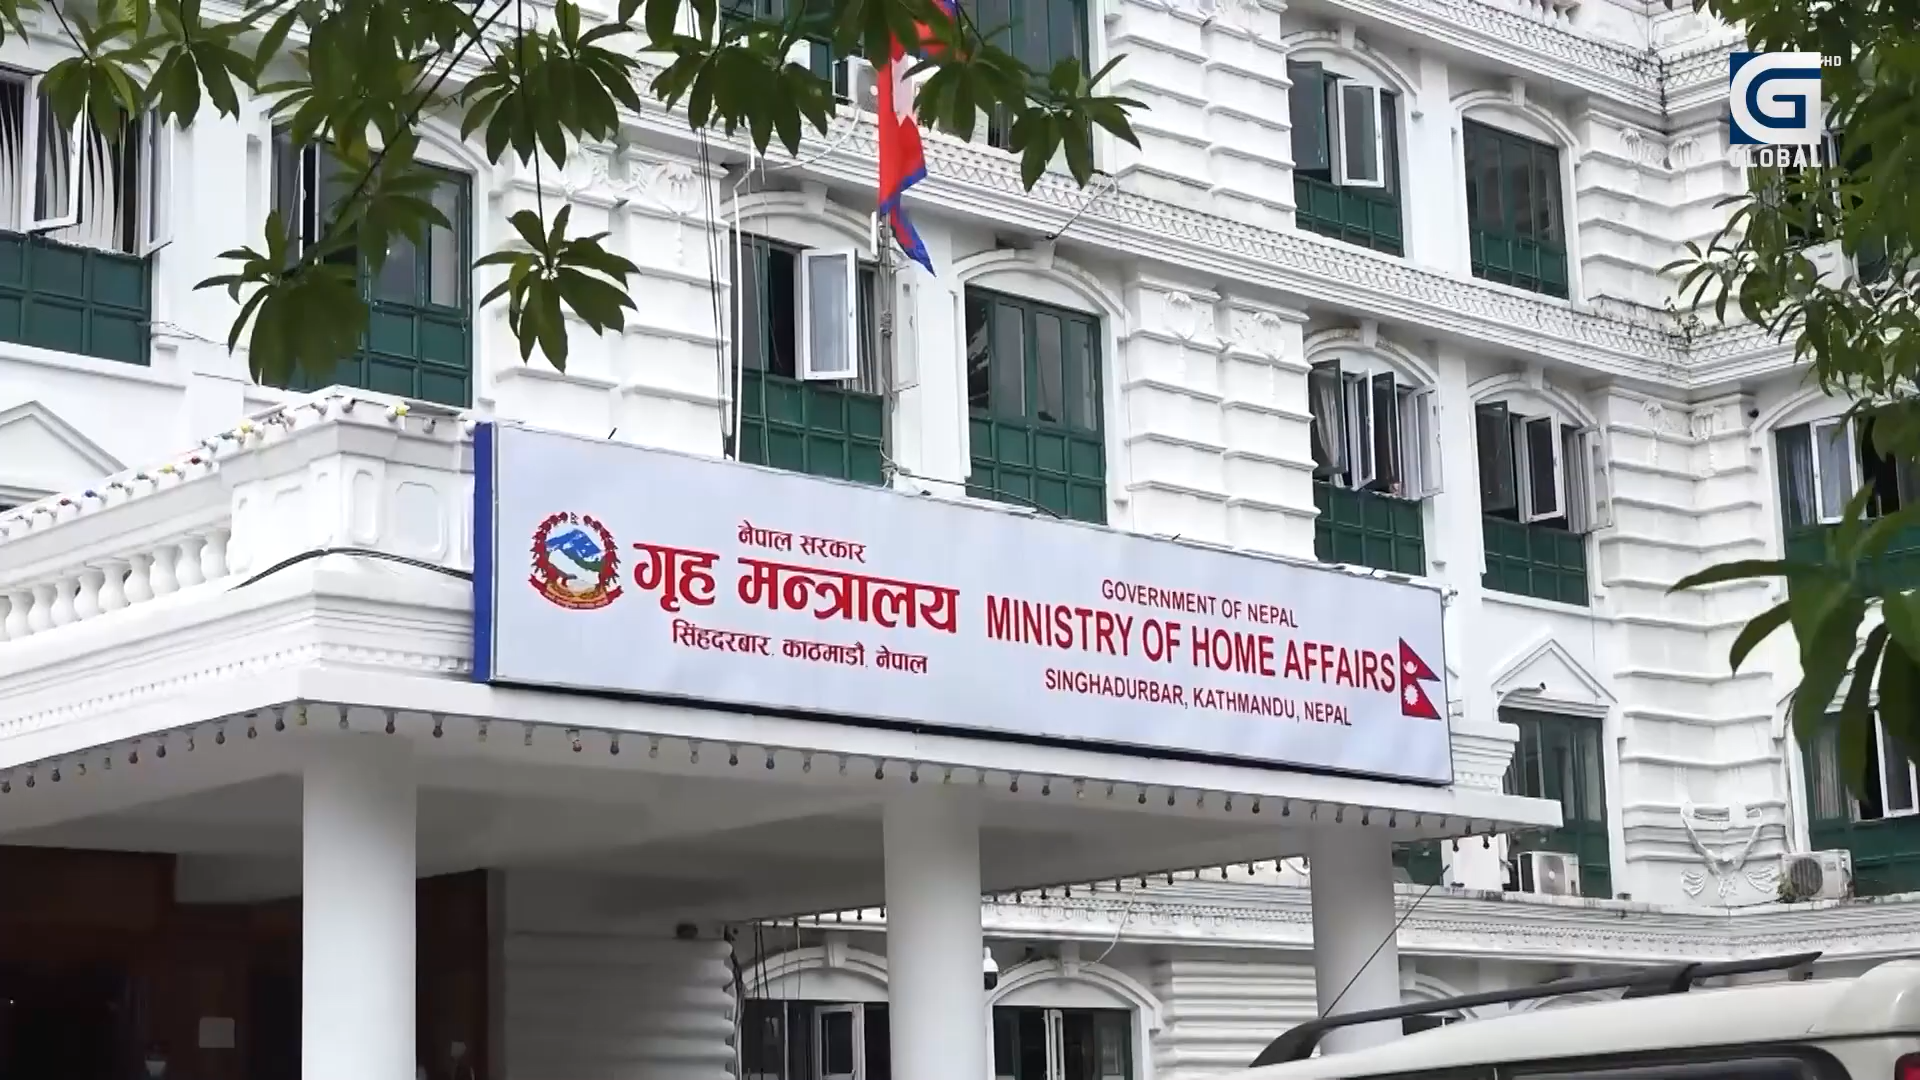 नेपाल सरकार
गृह मन्त्रालय
सिंहदरबार, काठमाडौं, नेपाल
GOVERNMENT OF NEPAL
MINISTRY OF HOME AFFAIRS
SINGHADURBAR, KATHMANDU, NEPAL
G HD
GLOBAL